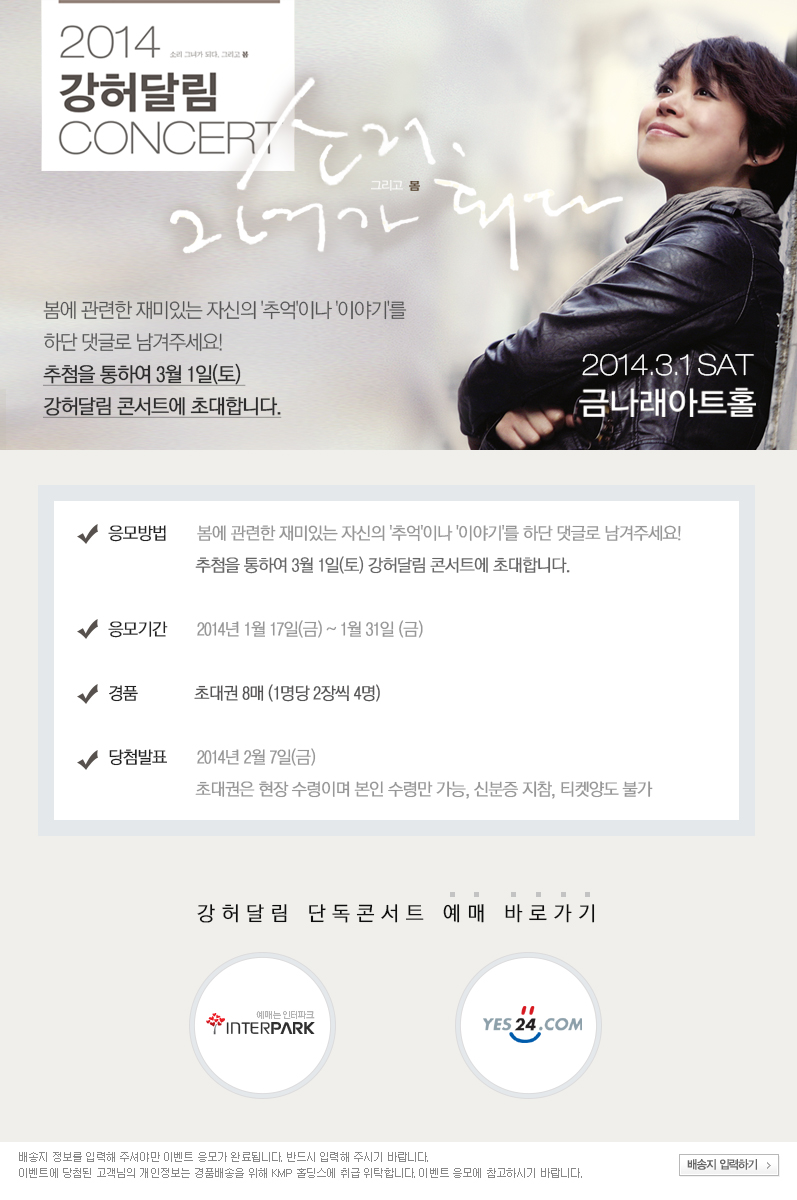 2014 소리 그녀가 되다, 그리고 봄
강허달림
CONCERT
소리,
그리고 봄
그녀가 되다
봄에 관련한 재미있는 자신의 '추억'이나 '이야기'를
하단 댓글로 남겨주세요!
추첨을 통하여 3월 1일(토)
강허달림 콘서트에 초대합니다.
2014.3.1 SAT
금나래아트홀
응모방법 봄에 관련한 재미있는 자신의 '추억'이나 '이야기'를 하단 댓글로 남겨주세요!
추첨을 통하여 3월 1일(토) 강허달림 콘서트에 초대합니다.
응모기간 2014년 1월 17일(금) ~ 1월 31일 (금)
경품 초대권 8매 (1명당 2장씩 4명)
당첨발표 2014년 2월 7일(금)
초대권은 현장 수령이며 본인 수령만 가능, 신분증 지참, 티켓양도 불가
강허달림 단독콘서트 예매 바로가기
예매는 인터파크
INTERPARK
YES24.COM
배송지 정보를 입력해 주셔야만 이벤트 응모가 완료됩니다. 반드시 입력해 주시기 바랍니다.
이벤트에 당첨된 고객님의 개인정보는 경품배송을 위해 KMP 홀딩스에 취급 위탁합니다. 이벤트 응모에 참고하시기 바랍니다.
배송지 입력하기